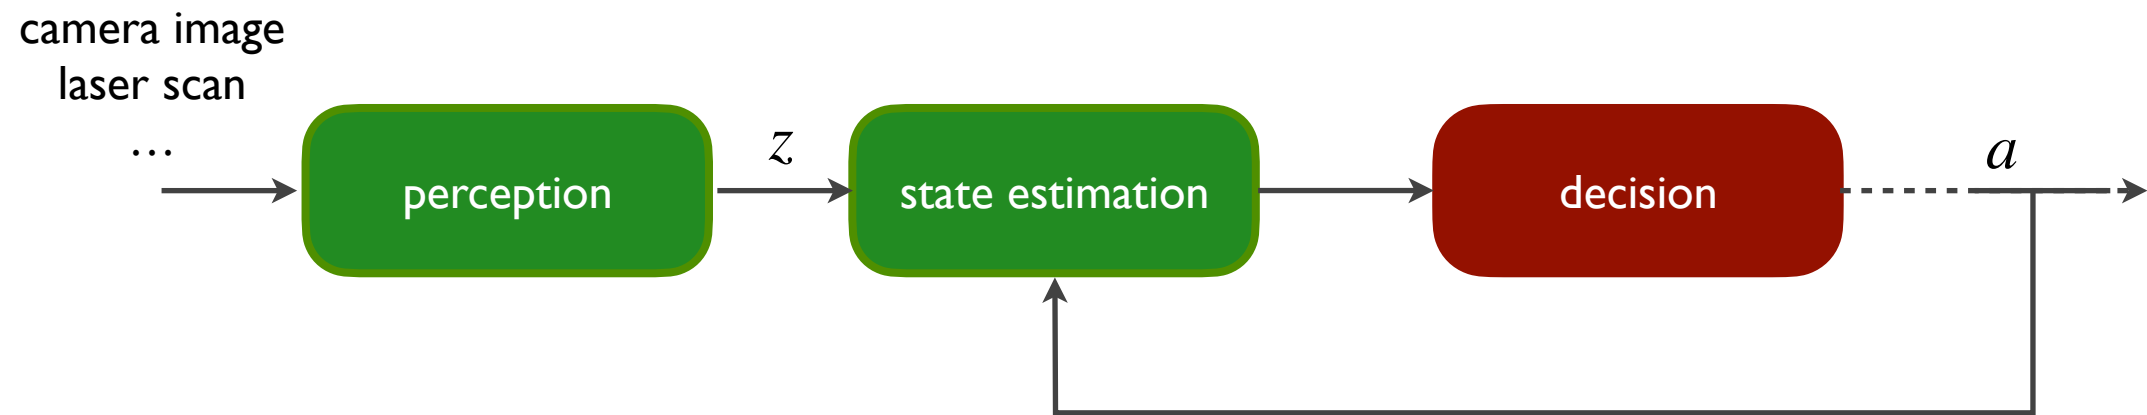 camera image
laser scan
...
perception
z
state estimation
decision
a